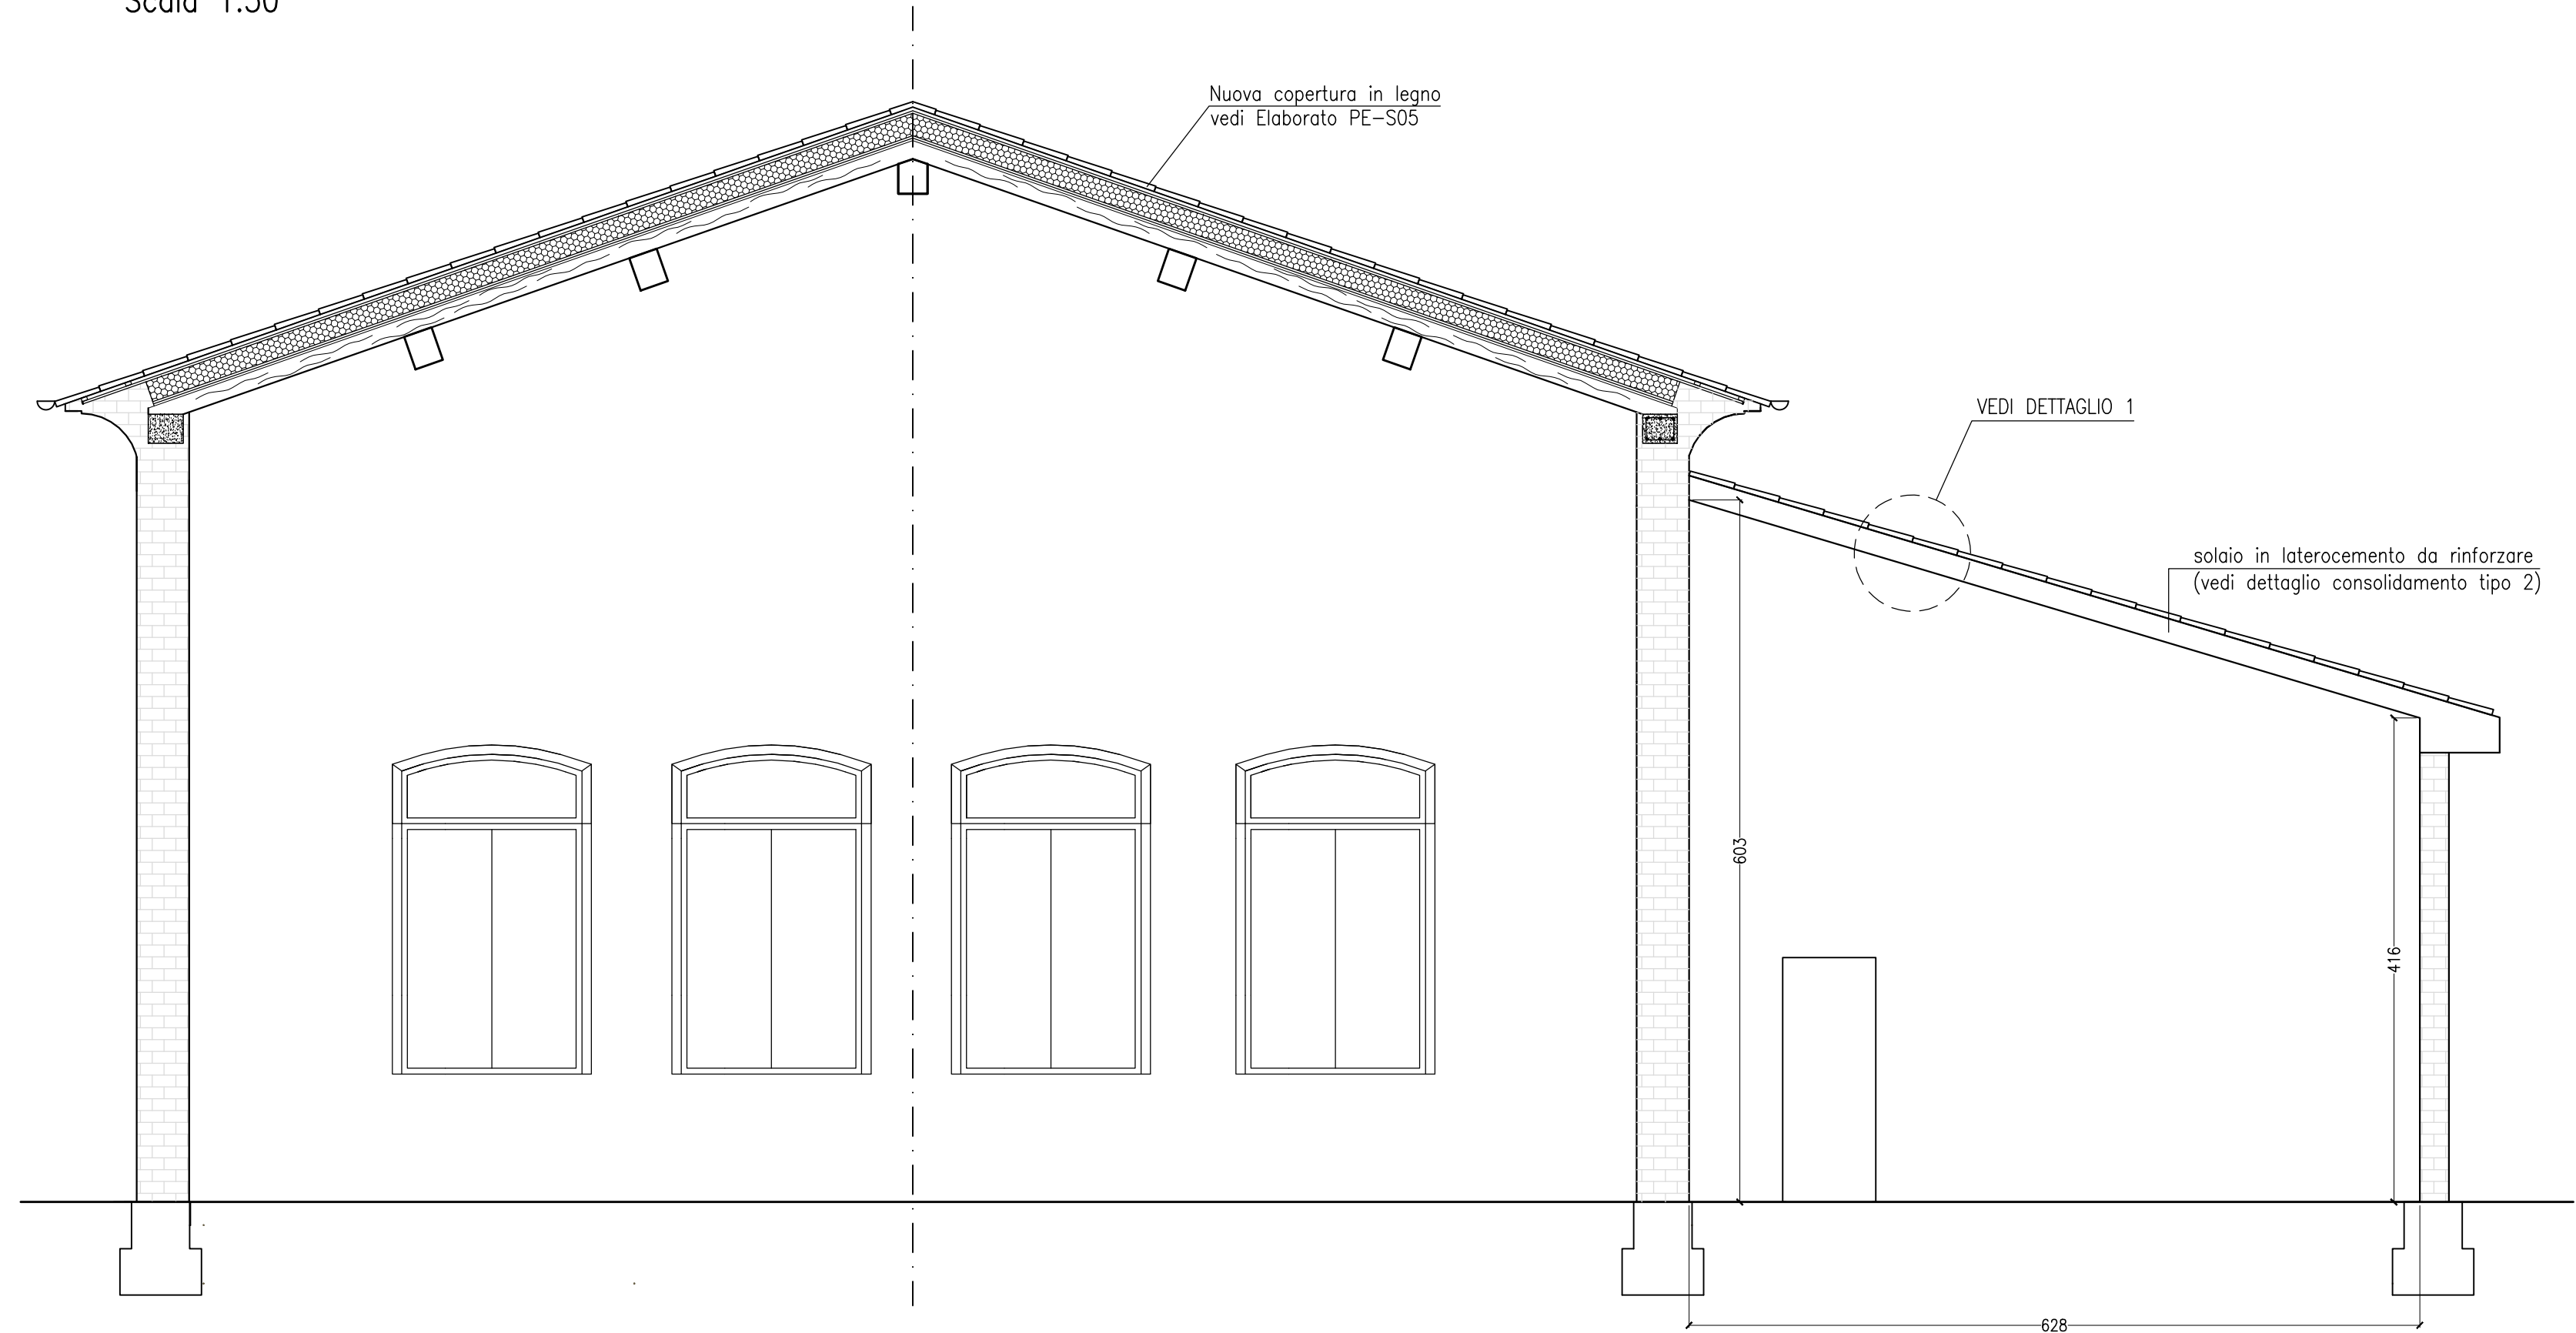 Scala 1:50
Nuova copertura in legno
vedi Elaborato PE-S05
VEDI DETTAGLIO 1
solaio in laterocemento da rinforzare
(vedi dettaglio consolidamento tipo 2)
603
416
628